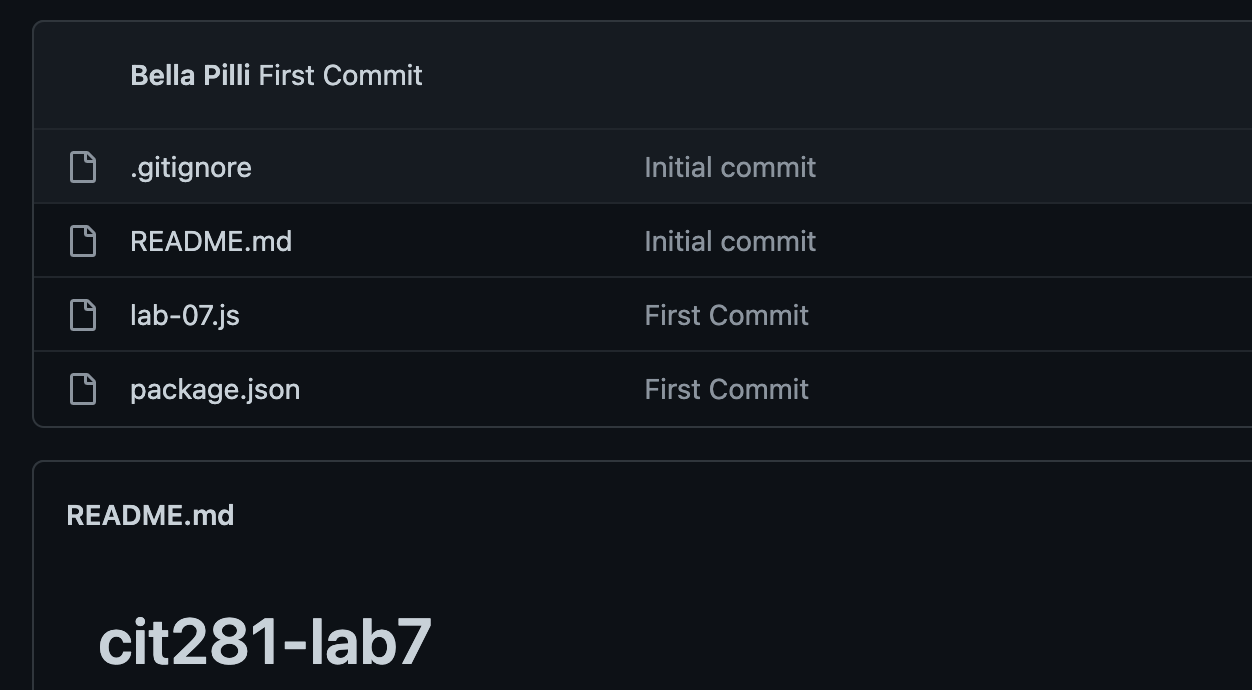 Bella Pilli First Commit
.gitignore Initial commit
README.md Initial commit
lab-07.js First Commit
package.json First Commit
README.md
cit281-lab7